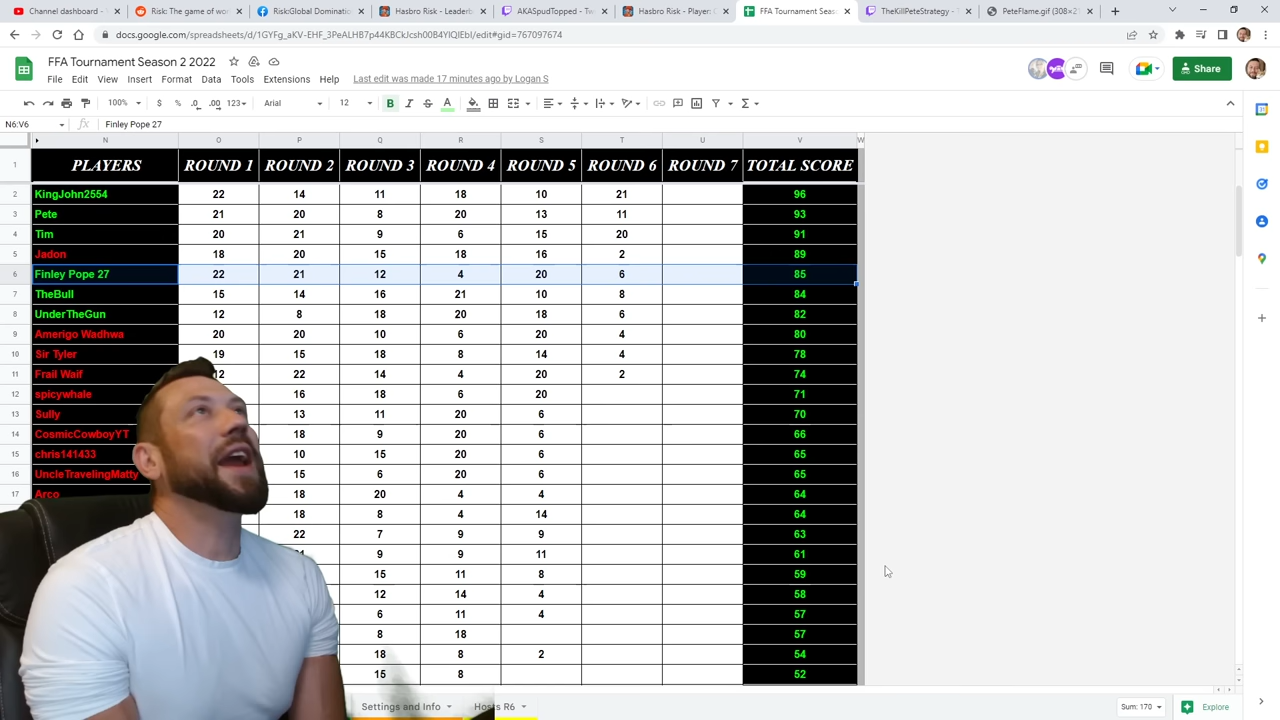 Channel dashboard -
Risk: The game of wor
Risk:Global Dominatio
Hasbro Risk - Leaderb
AKASpudTopped - Tw
Hasbro Risk - Player:
FFA Tournament Seas
TheKillPeteStrategy - T
PeteFlame.gif (308×21
docs.google.com/spreadsheets/d/1GYFg_aKV-EHF_3PeALHB7p44KBCkJcsh00B4YlQIEbI/edit#gid=767097674
FFA Tournament Season 2 2022
File Edit View Insert Format Data Tools Extensions Help Last edit was made 17 minutes ago by Logan S
Share
100% $ % .0 .00 123 Arial 12 B I S A
N6:V6 fx Finley Pope 27
N O P Q R S T U V W
1 PLAYERS ROUND 1 ROUND 2 ROUND 3 ROUND 4 ROUND 5 ROUND 6 ROUND 7 TOTAL SCORE
2 KingJohn2554 22 14 11 18 10 21 96
3 Pete 21 20 8 20 13 11 93
4 Tim 20 21 9 6 15 20 91
5 Jadon 18 20 15 18 16 2 89
6 Finley Pope 27 22 21 12 4 20 6 85
7 TheBull 15 14 16 21 10 8 84
8 UnderTheGun 12 8 18 20 18 6 82
9 Amerigo Wadhwa 20 20 10 6 20 4 80
10 Sir Tyler 19 15 18 8 14 4 78
11 Frail Waif 12 22 14 4 20 2 74
12 spicywhale 16 18 6 20 71
13 Sully 13 11 20 6 70
14 CosmicCowboyYT 18 9 20 6 66
15 chris141433 10 15 20 6 65
16 UncleTravelingMatty 15 6 20 6 65
17 Arco 18 20 4 4 64
18 8 4 14 64
22 7 9 9 63
9 9 11 61
15 11 8 59
12 14 4 58
6 11 4 57
8 18 57
18 8 2 54
15 8 52
Settings and Info Hosts R6 Sum: 170 Explore